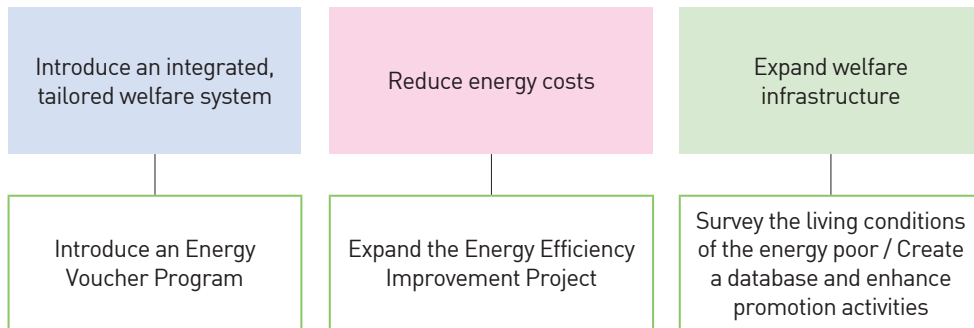 Introduce an integrated,
tailored welfare system
Reduce energy costs
Expand welfare
infrastructure
Introduce an Energy
Voucher Program
Expand the Energy Efficiency
Improvement Project
Survey the living conditions
of the energy poor / Create
a database and enhance
promotion activities